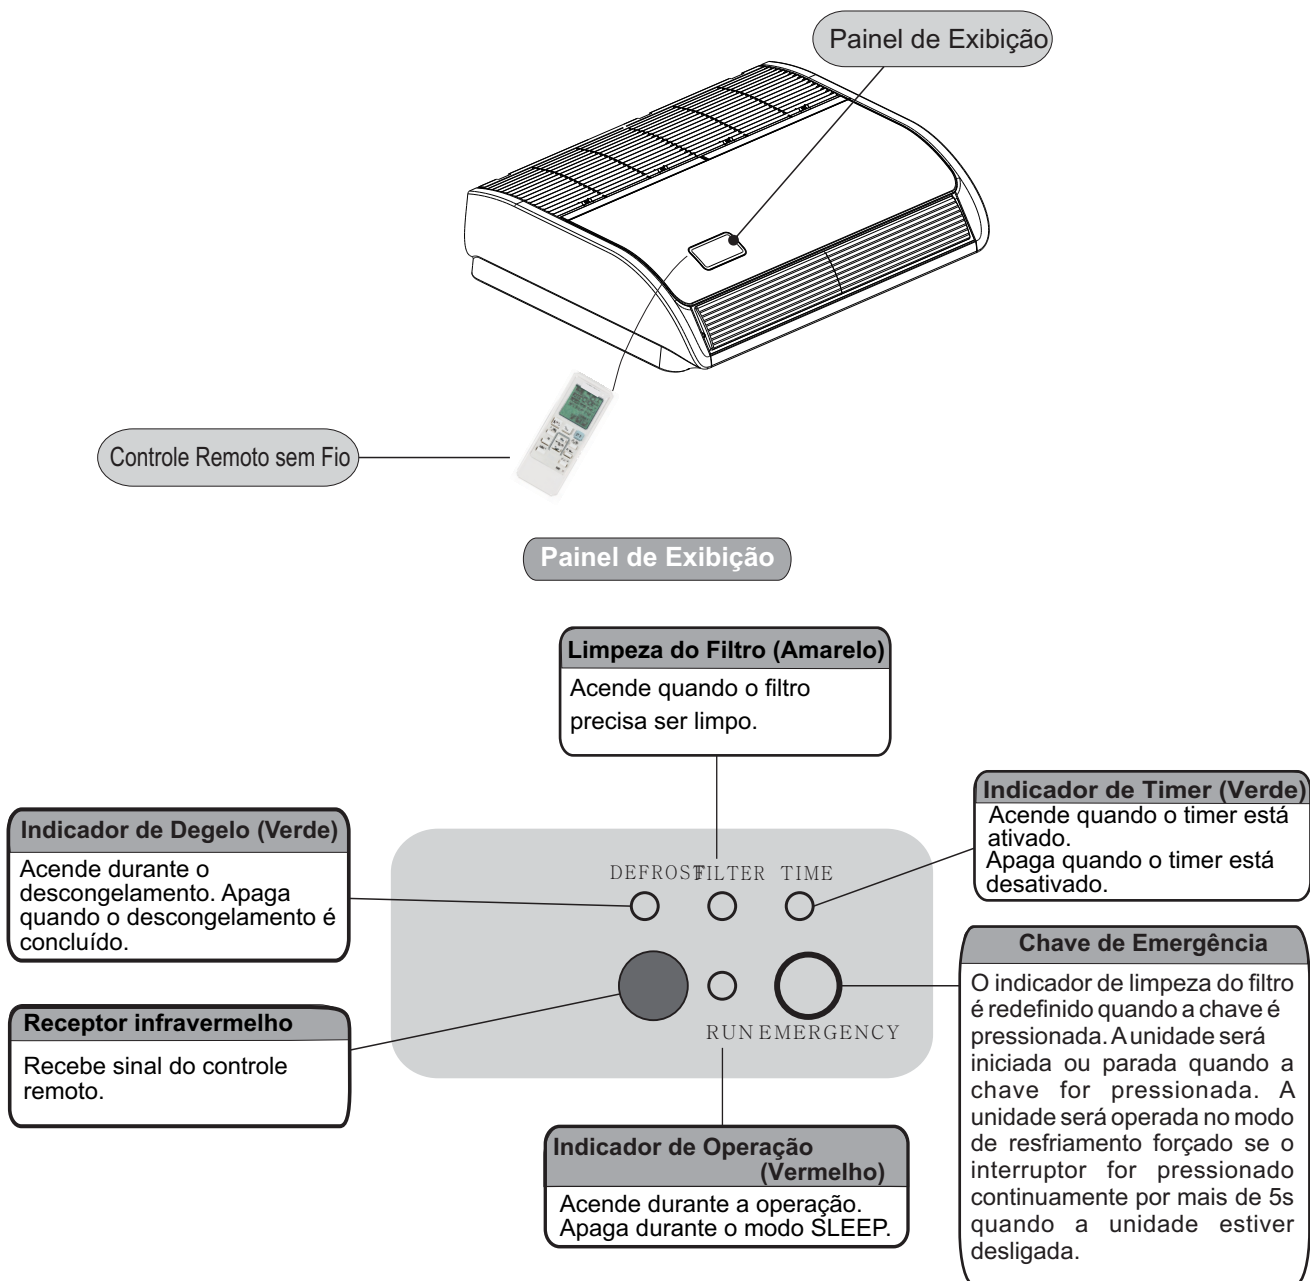 Painel de Exibição
Controle Remoto sem Fio
Painel de Exibição
Limpeza do Filtro (Amarelo)
Acende quando o filtro
precisa ser limpo.
Indicador de Timer (Verde)
Acende quando o timer está
ativado.
Apaga quando o timer está
desativado.
Indicador de Degelo (Verde)
Acende durante o
descongelamento. Apaga
quando o descongelamento é
concluído.
DEFROST FILTER TIME
Chave de Emergência
O indicador de limpeza do filtro
é redefinido quando a chave é
pressionada. A unidade será
iniciada ou parada quando a
chave for pressionada. A
unidade será operada no modo
de resfriamento forçado se o
interruptor for pressionado
continuamente por mais de 5s
quando a unidade estiver
desligada.
Receptor infravermelho
Recebe sinal do controle
remoto.
RUN EMERGENCY
Indicador de Operação
(Vermelho)
Acende durante a operação.
Apaga durante o modo SLEEP.